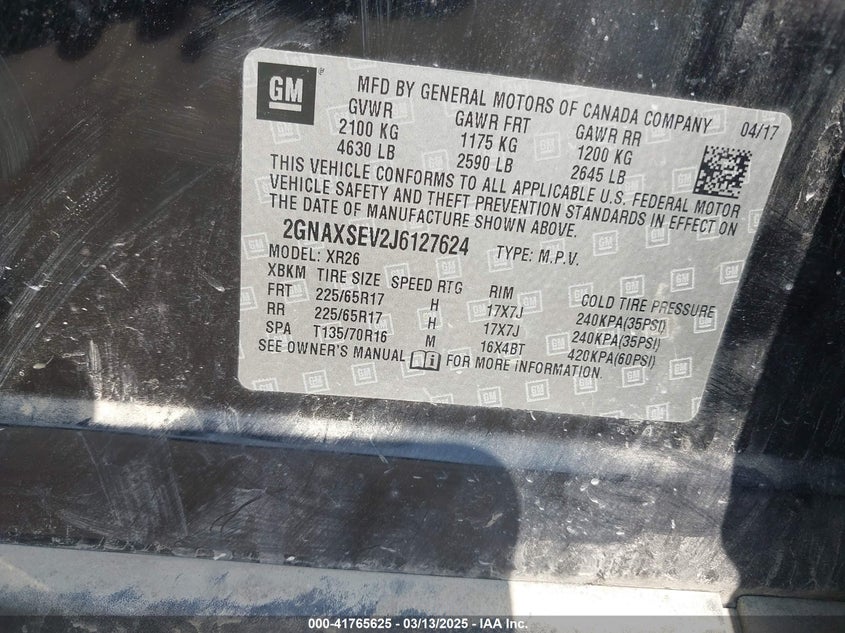 GM
MFD BY GENERAL MOTORS OF CANADA COMPANY 04/17
GVWR GAWR FRT GAWR RR
2100 KG 1175 KG 1200 KG
4630 LB 2590 LB 2645 LB
THIS VEHICLE CONFORMS TO ALL APPLICABLE U.S. FEDERAL MOTOR
VEHICLE SAFETY AND THEFT PREVENTION STANDARDS IN EFFECT ON
THE DATE OF MANUFACTURE SHOWN ABOVE.
2GNAXSEV2J6127624 TYPE: M.P.V.
MODEL: XR26
XBKM TIRE SIZE SPEED RTG RIM COLD TIRE PRESSURE
FRT 225/65R17 H 17X7J 240KPA(35PSI)
RR 225/65R17 H 17X7J 240KPA(35PSI)
SPA T135/70R16 M 16X4BT 420KPA(60PSI)
SEE OWNER'S MANUAL FOR MORE INFORMATION.
000-41765625 - 03/13/2025 - IAAI.COM